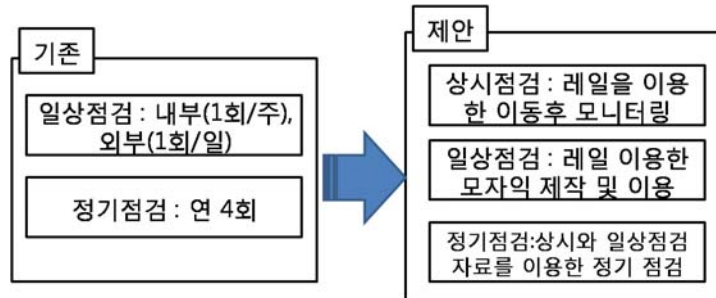 기존
일상점검 : 내부(1회/주),
외부(1회/일)
정기점검 : 연 4회
제안
상시점검 : 레일을 이용
한 이동후 모니터링
일상점검 : 레일 이용한
모자익 제작 및 이용
정기점검:상시와 일상점검
자료를 이용한 정기 점검